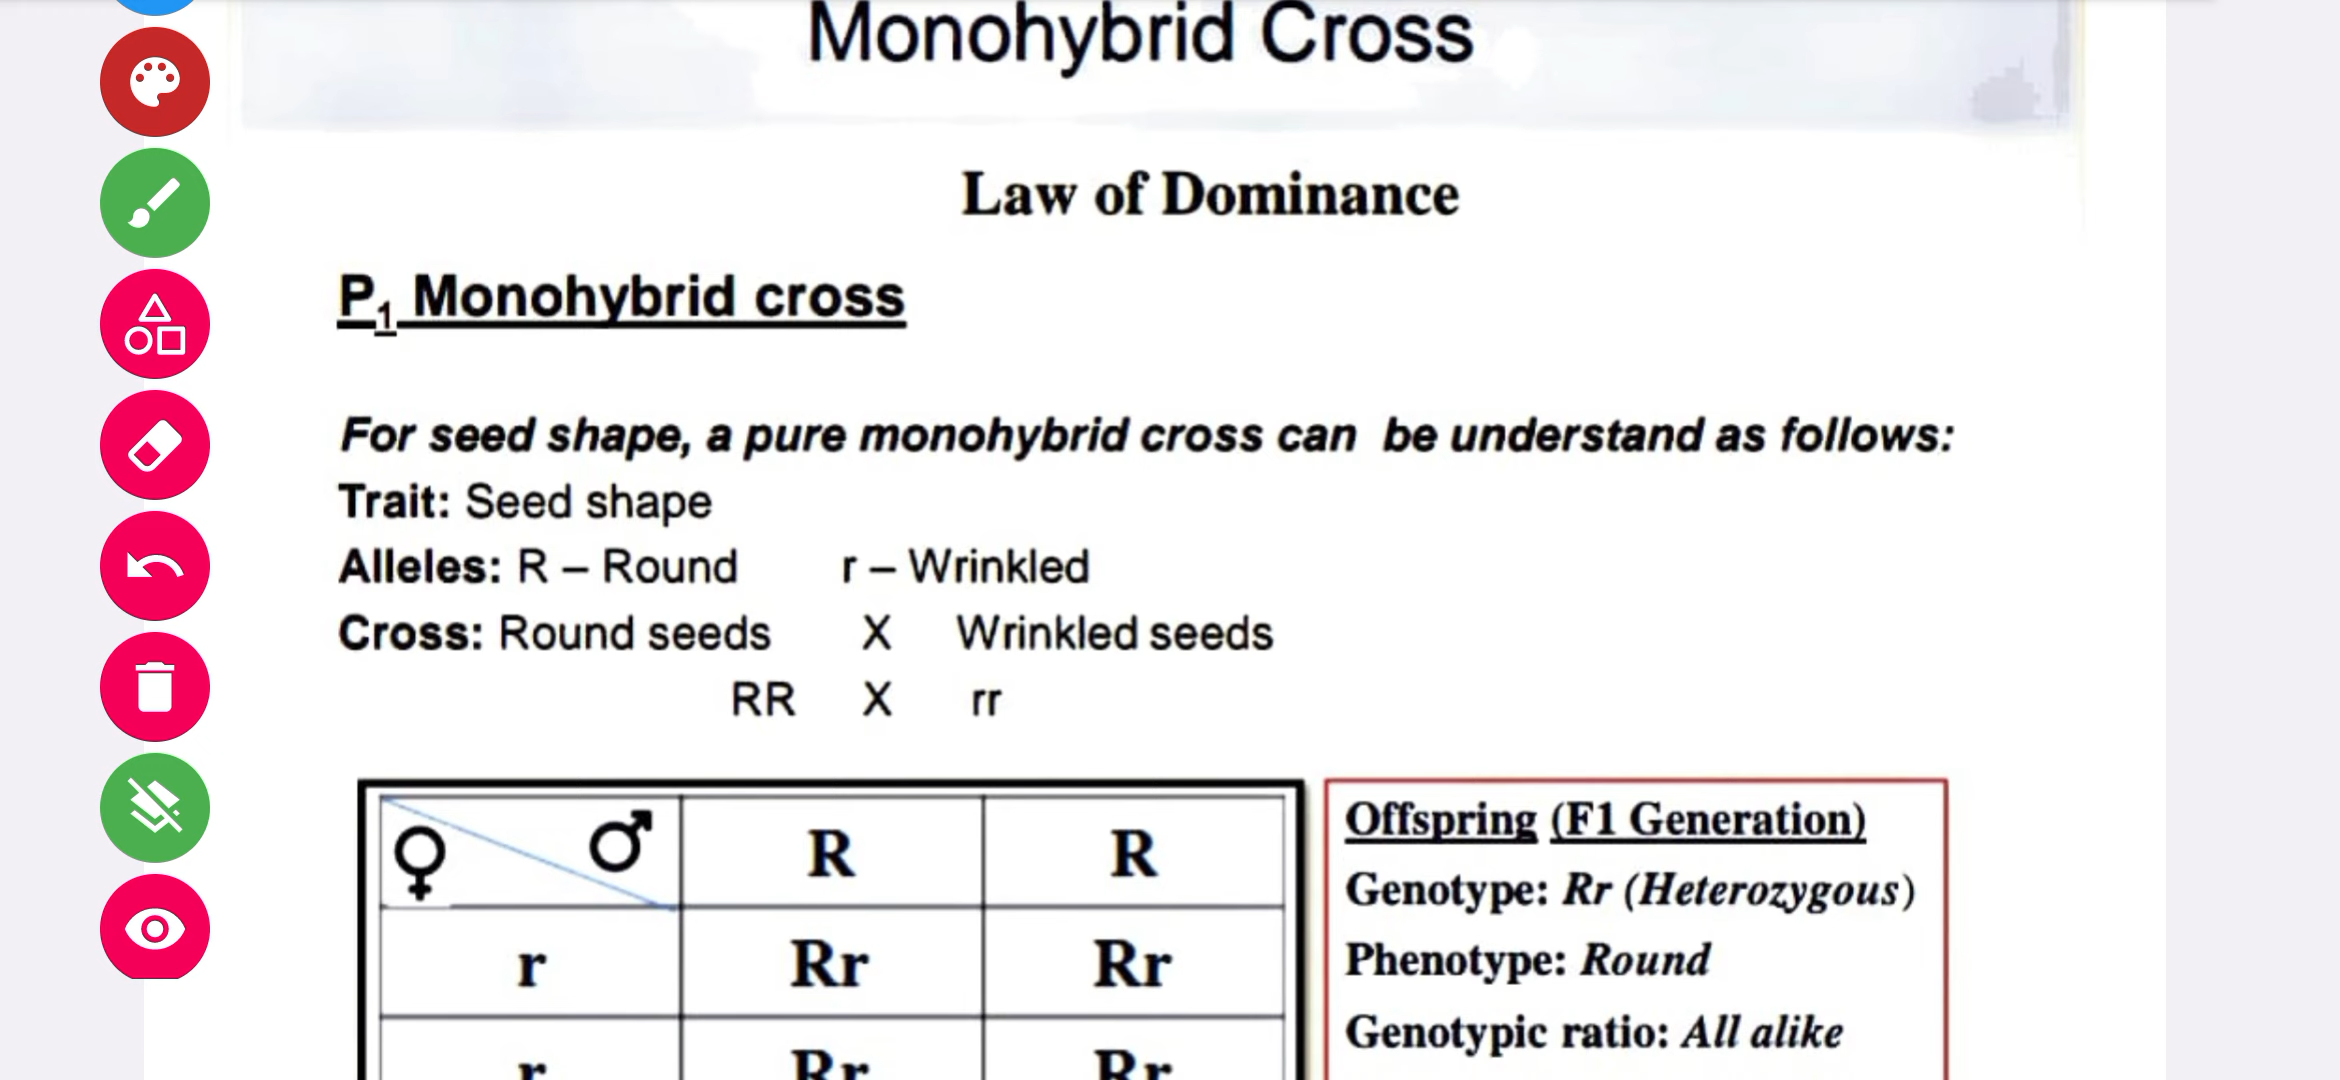 Monohybrid Cross
Law of Dominance
P1 Monohybrid cross
For seed shape, a pure monohybrid cross can be understand as follows:
Trait: Seed shape
Alleles: R – Round r – Wrinkled
Cross: Round seeds X Wrinkled seeds
RR X rr
♀ ♂ R R
r Rr Rr
r Rr Rr
Offspring (F1 Generation)
Genotype: Rr (Heterozygous)
Phenotype: Round
Genotypic ratio: All alike